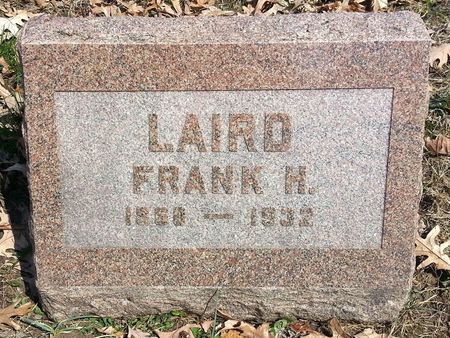 LAIRD
FRANK H.
— 1932